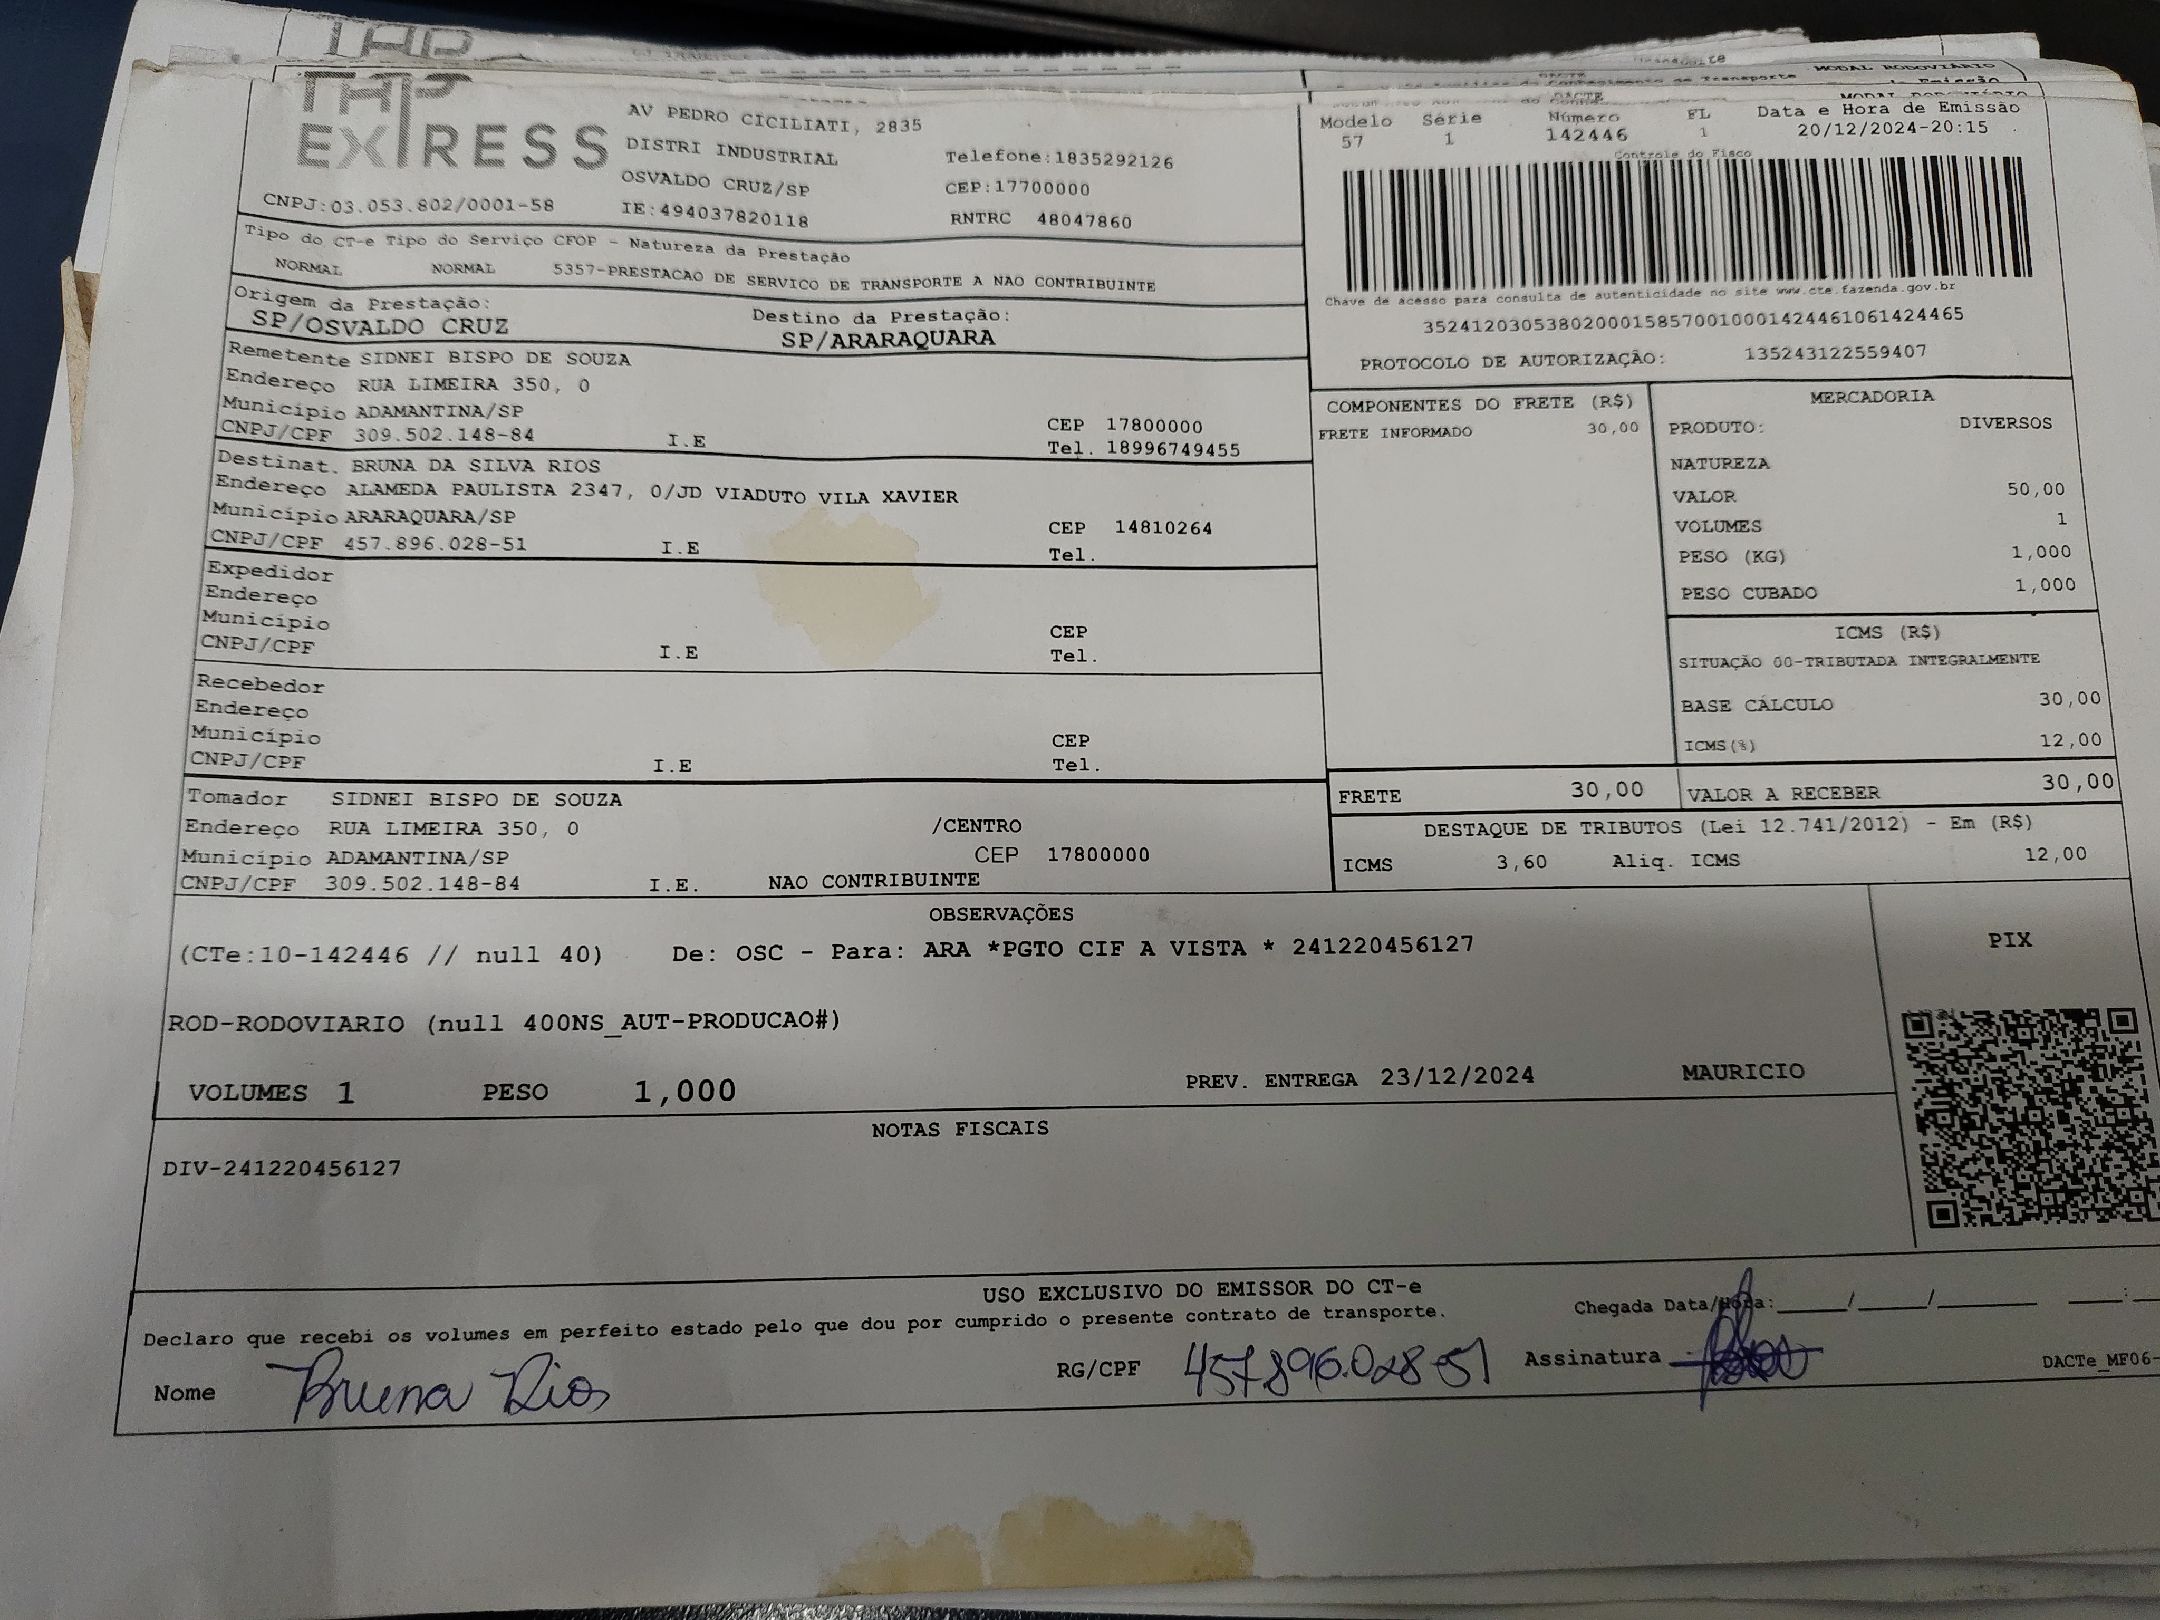 TAP
EXPRESS
CNPJ:03.053.802/0001-58
AV PEDRO CICILIATI, 2835
DISTRI INDUSTRIAL
Telefone:1835292126
OSVALDO CRUZ/SP
CEP:17700000
IE:494037820118
RNTRC 48047860
MODAL RODOVIÁRIO
DACTE
Modelo Série Número FL Data e Hora de Emissão
57 1 142446 1 20/12/2024-20:15
Controle do Fisco
Chave de acesso para consulta de autenticidade no site www.cte.fazenda.gov.br
35241203053802000158570010001424461061424465
PROTOCOLO DE AUTORIZAÇÃO: 135243122559407
Tipo do CT-e Tipo do Serviço CFOP - Natureza da Prestação
NORMAL NORMAL 5357-PRESTACAO DE SERVICO DE TRANSPORTE A NAO CONTRIBUINTE
Origem da Prestação: Destino da Prestação:
SP/OSVALDO CRUZ SP/ARARAQUARA
Remetente SIDNEI BISPO DE SOUZA
Endereço RUA LIMEIRA 350, 0
Município ADAMANTINA/SP CEP 17800000
CNPJ/CPF 309.502.148-84 I.E Tel. 18996749455
Destinat. BRUNA DA SILVA RIOS
Endereço ALAMEDA PAULISTA 2347, 0/JD VIADUTO VILA XAVIER
Município ARARAQUARA/SP CEP 14810264
CNPJ/CPF 457.896.028-51 I.E Tel.
Expedidor
Endereço
Município CEP
CNPJ/CPF I.E Tel.
Recebedor
Endereço
Município CEP
CNPJ/CPF I.E Tel.
Tomador SIDNEI BISPO DE SOUZA
Endereço RUA LIMEIRA 350, 0 /CENTRO
Município ADAMANTINA/SP CEP 17800000
CNPJ/CPF 309.502.148-84 I.E. NAO CONTRIBUINTE
COMPONENTES DO FRETE (R$)
FRETE INFORMADO 30,00
MERCADORIA
PRODUTO: DIVERSOS
NATUREZA
VALOR 50,00
VOLUMES 1
PESO (KG) 1,000
PESO CUBADO 1,000
ICMS (R$)
SITUAÇÃO 00-TRIBUTADA INTEGRALMENTE
BASE CÁLCULO 30,00
ICMS(%) 12,00
FRETE 30,00 VALOR A RECEBER 30,00
DESTAQUE DE TRIBUTOS (Lei 12.741/2012) - Em (R$)
ICMS 3,60 Aliq. ICMS 12,00
OBSERVAÇÕES
(CTe:10-142446 // null 40) De: OSC - Para: ARA *PGTO CIF A VISTA * 241220456127
PIX
ROD-RODOVIARIO (null 400NS_AUT-PRODUCAO#)
VOLUMES 1 PESO 1,000 PREV. ENTREGA 23/12/2024 MAURICIO
NOTAS FISCAIS
DIV-241220456127
USO EXCLUSIVO DO EMISSOR DO CT-e
Declaro que recebi os volumes em perfeito estado pelo que dou por cumprido o presente contrato de transporte.
Chegada Data/Hora:_____/_____/_______ ____:__
Nome Bruna Rios RG/CPF 457.896.028-51 Assinatura
DACTe_MF06-